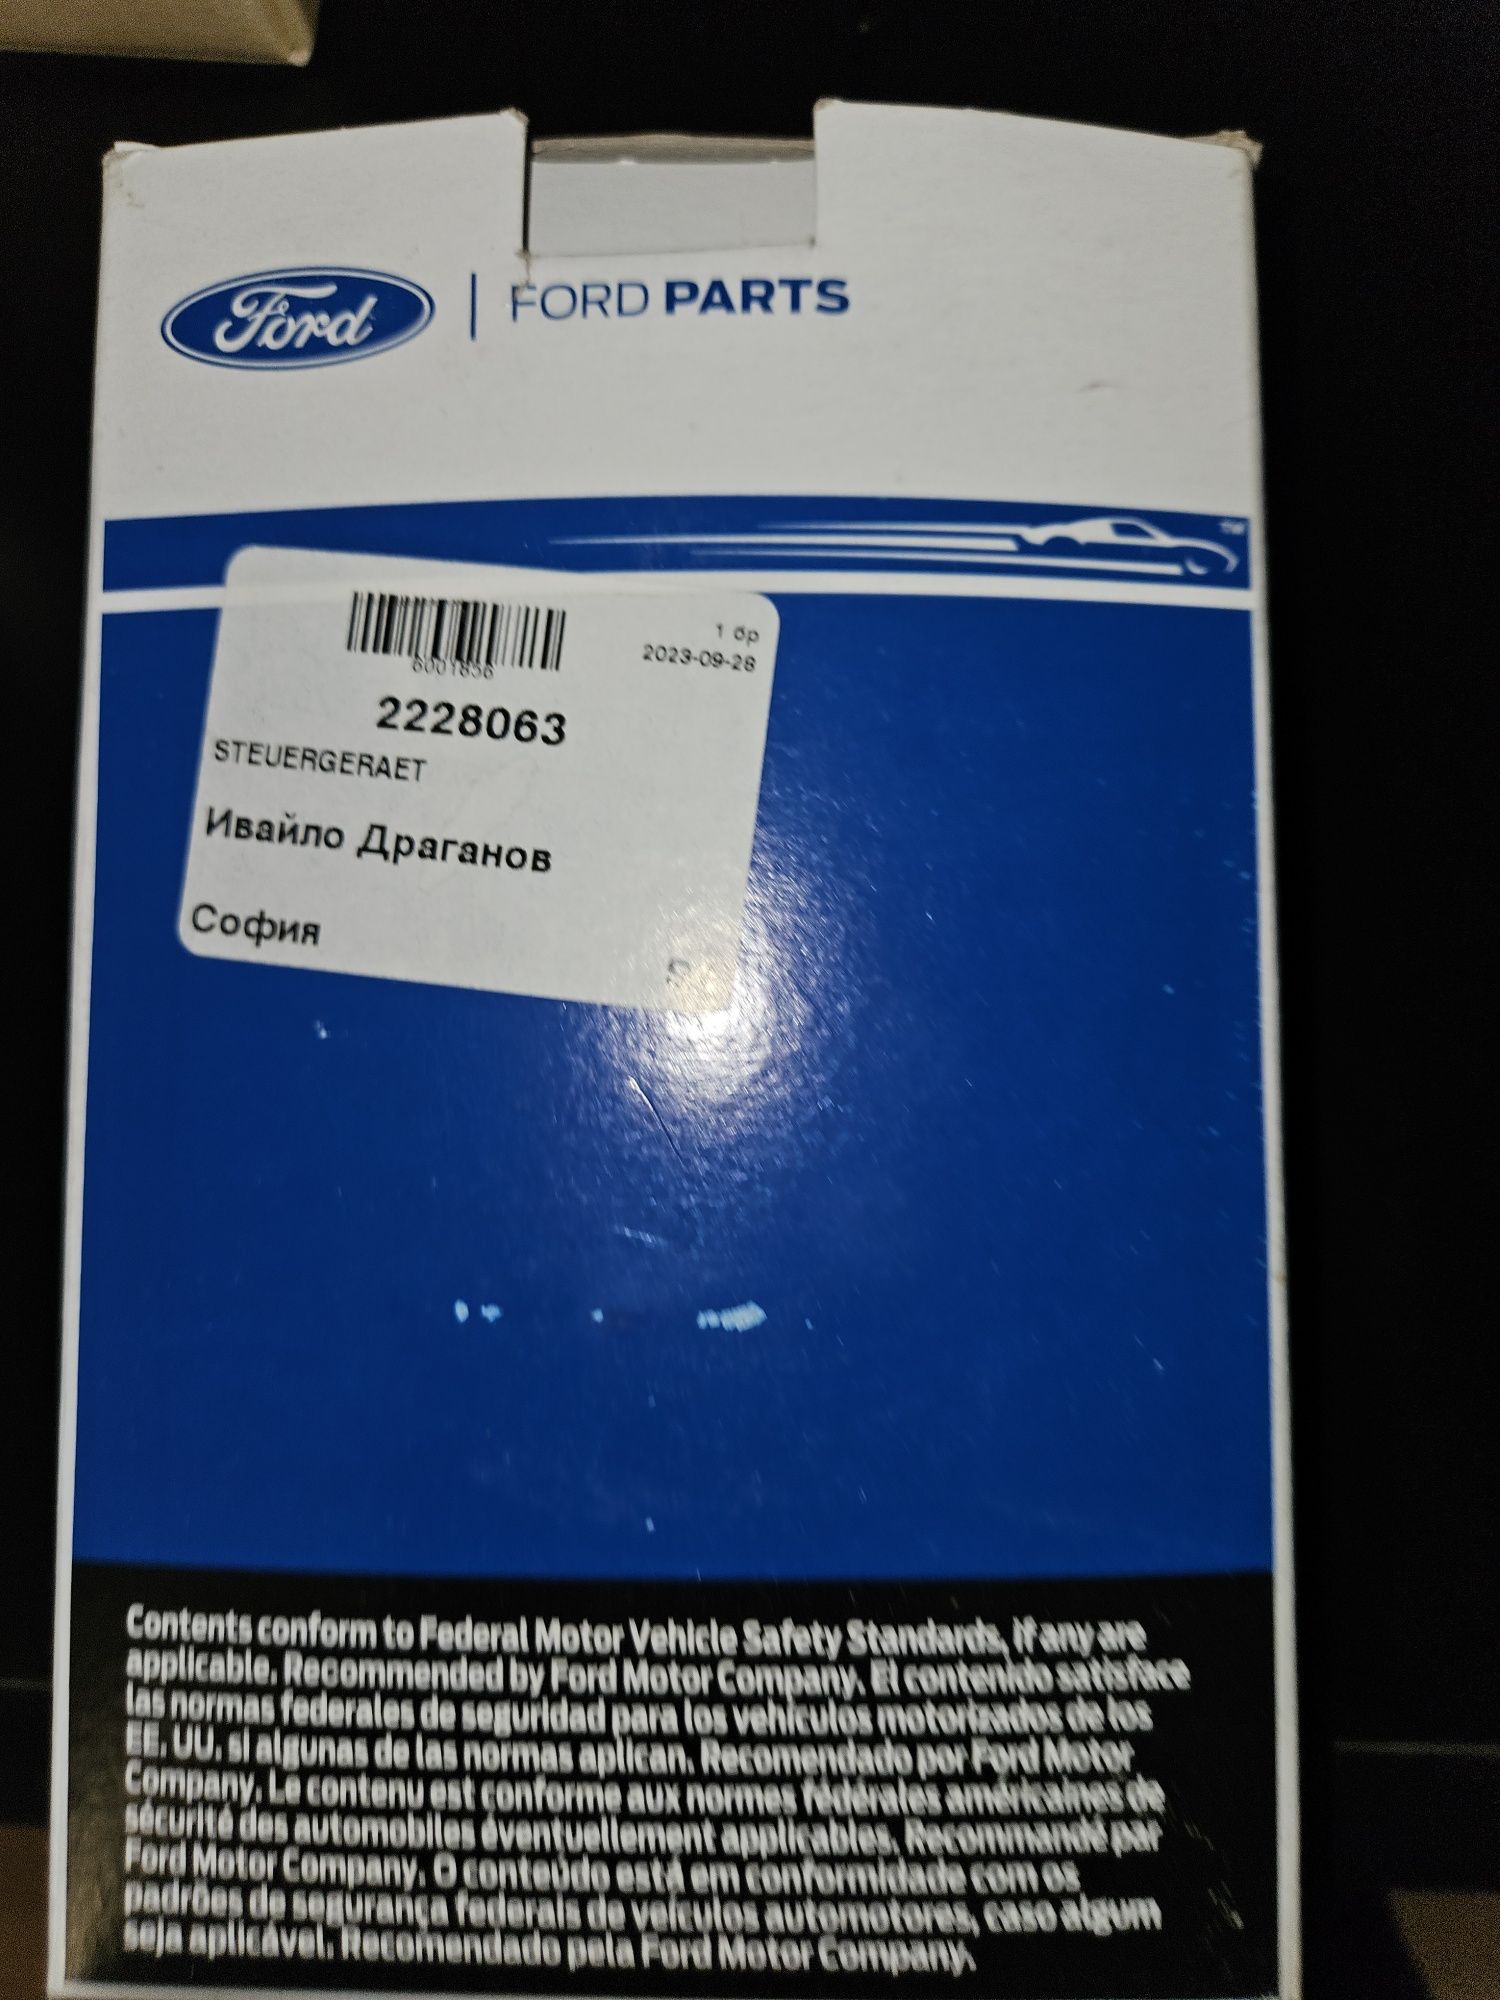 Ford | FORD PARTS
TM
1 бр
2023-09-28
6001856
2228063
STEUERGERAET
Ивайло Драганов
София
Contents conform to Federal Motor Vehicle Safety Standards, if any are
applicable. Recommended by Ford Motor Company. El contenido satisface
las normas federales de seguridad para los vehículos motorizados de los
EE. UU. si algunas de las normas aplican. Recomendado por Ford Motor
Company. Le contenu est conforme aux normes fédérales américaines de
sécurité des automobiles éventuellement applicables. Recommandé par
Ford Motor Company. O conteúdo está em conformidade com os
padrões de segurança federais de veículos automotores, caso algum
seja aplicável. Recomendado pela Ford Motor Company.